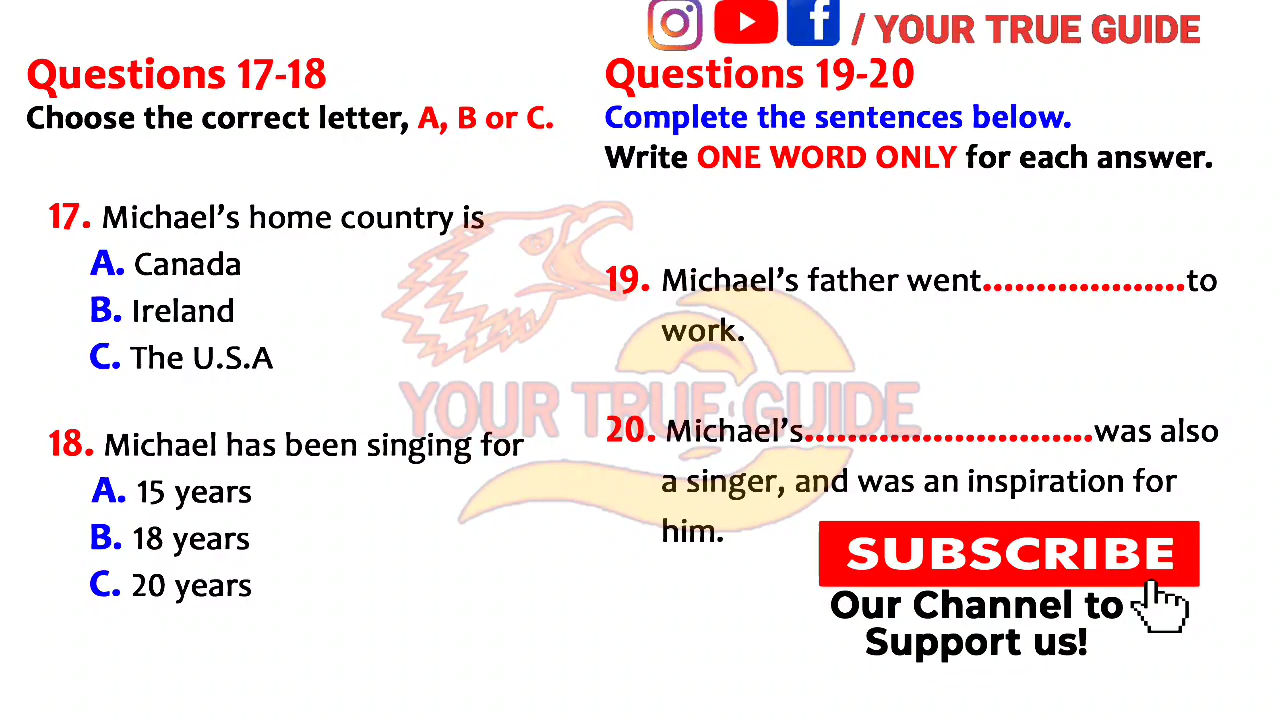 / YOUR TRUE GUIDE
Questions 17-18
Choose the correct letter, A, B or C.
17. Michael's home country is
A. Canada
B. Ireland
C. The U.S.A
18. Michael has been singing for
A. 15 years
B. 18 years
C. 20 years
Questions 19-20
Complete the sentences below.
Write ONE WORD ONLY for each answer.
19. Michael's father went...................to
work.
20. Michael's...........................was also
a singer, and was an inspiration for
him.
YOUR TRUE GUIDE
SUBSCRIBE
Our Channel to
Support us!